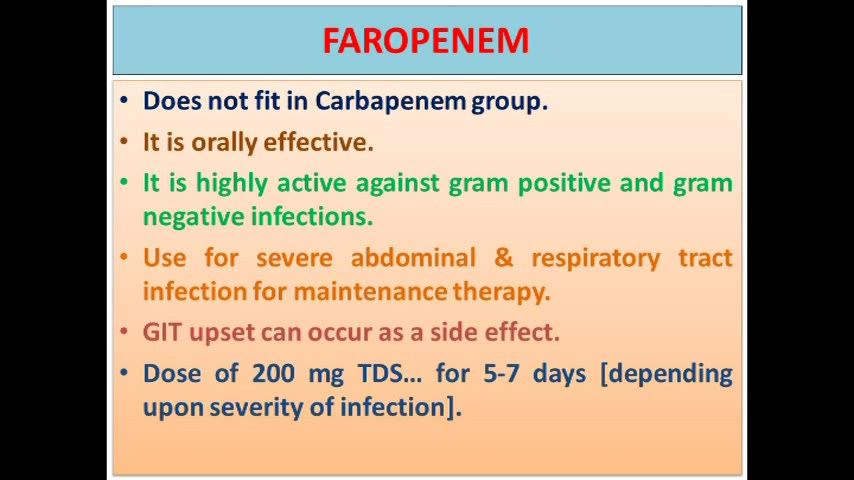 FAROPENEM
• Does not fit in Carbapenem group.
• It is orally effective.
• It is highly active against gram positive and gram
negative infections.
• Use for severe abdominal & respiratory tract
infection for maintenance therapy.
• GIT upset can occur as a side effect.
• Dose of 200 mg TDS... for 5-7 days [depending
upon severity of infection].